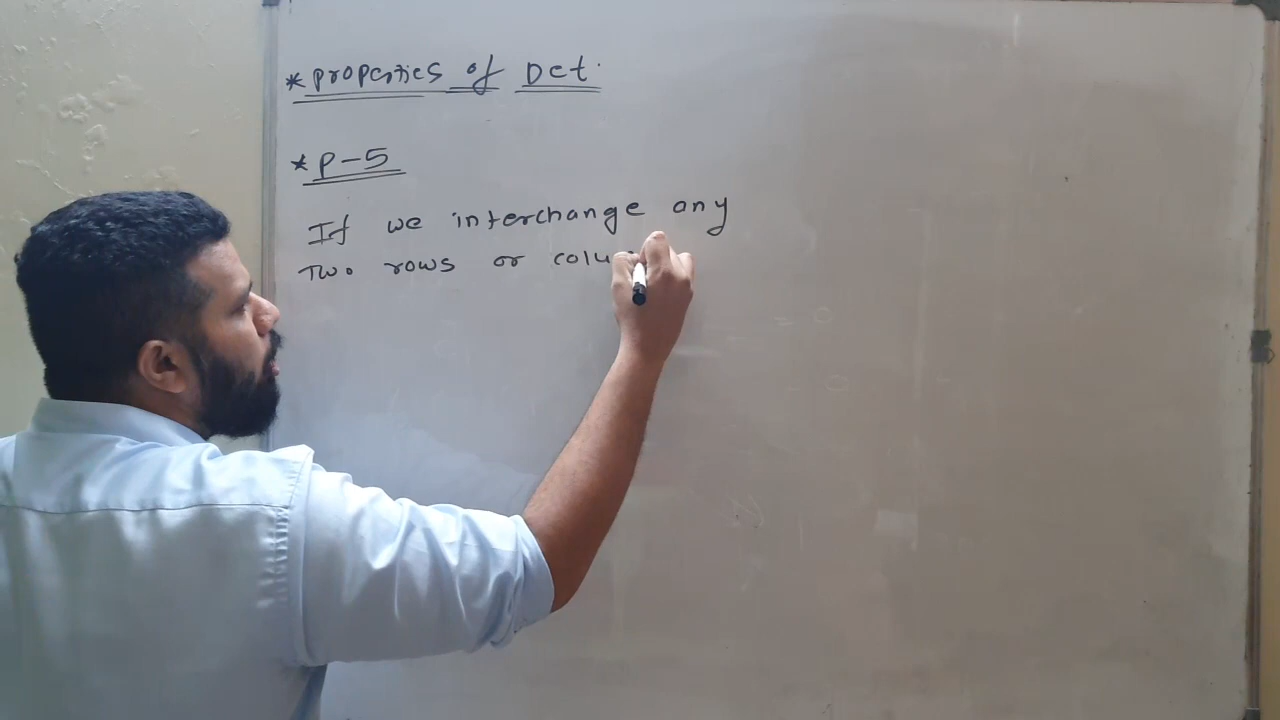 *Properties of Det.
*P-5
If we interchange any
Two rows or colu